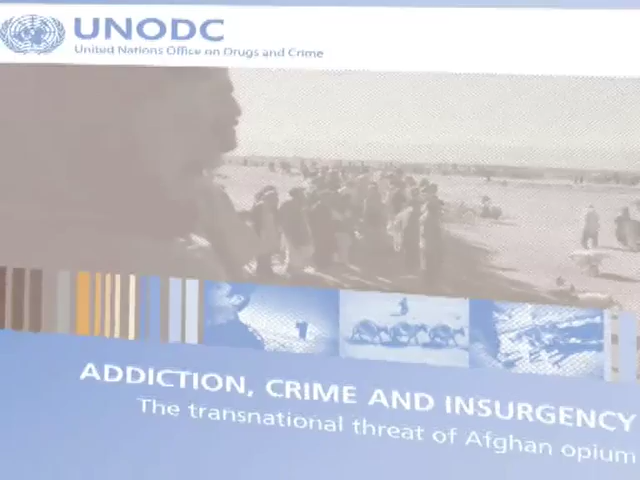 UNODC
United Nations Office on Drugs and Crime
ADDICTION, CRIME AND INSURGENCY
The transnational threat of Afghan opium